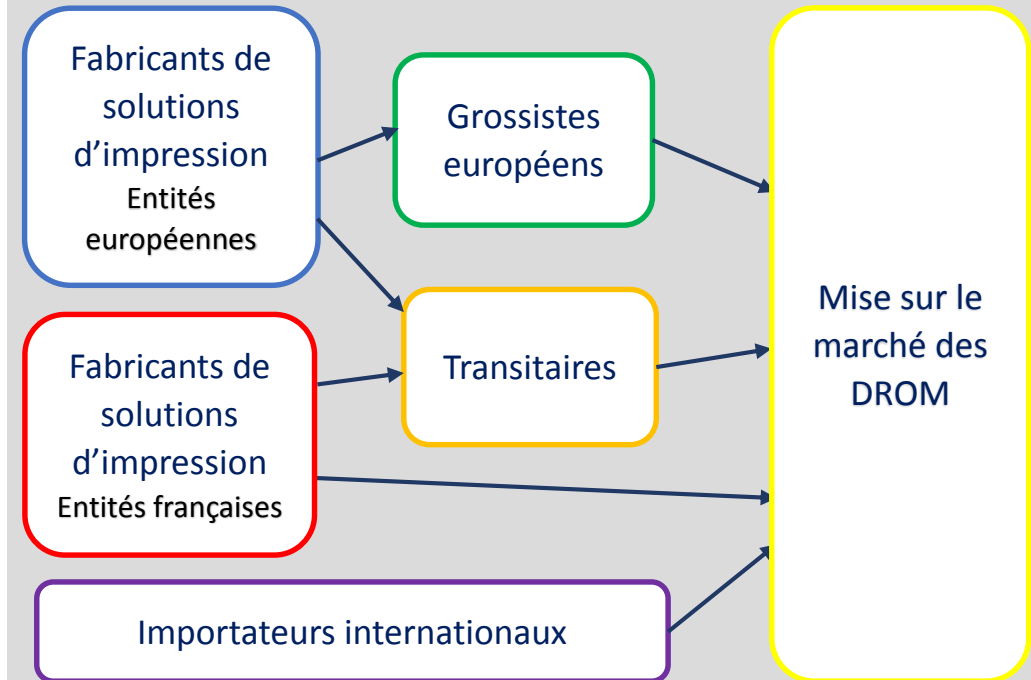 Fabricants de
solutions
d’impression
Entités
européennes
Grossistes
européens
Fabricants de
solutions
d’impression
Entités françaises
Transitaires
Importateurs internationaux
Mise sur le
marché des
DROM